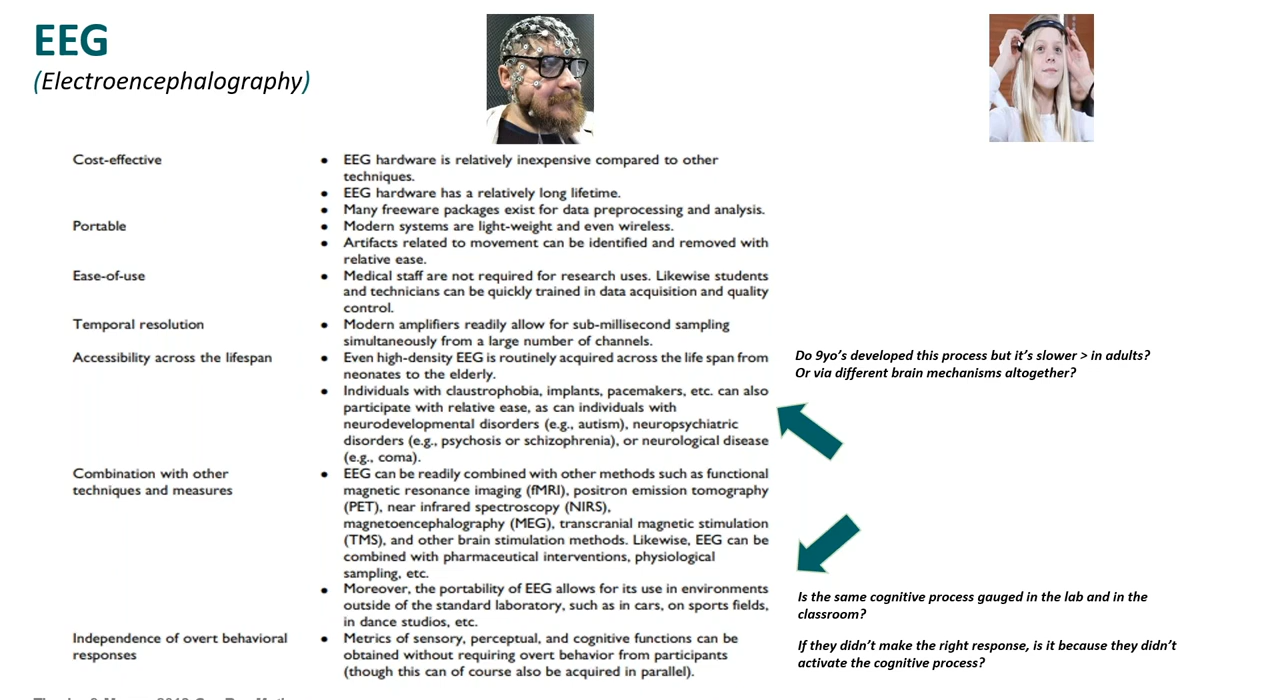 EEG
(Electroencephalography)
Cost-effective
• EEG hardware is relatively inexpensive compared to other
techniques.
• EEG hardware has a relatively long lifetime.
• Many freeware packages exist for data preprocessing and analysis.
Portable
• Modern systems are light-weight and even wireless.
• Artifacts related to movement can be identified and removed with
relative ease.
Ease-of-use
• Medical staff are not required for research uses. Likewise students
and technicians can be quickly trained in data acquisition and quality
control.
Temporal resolution
• Modern amplifiers readily allow for sub-millisecond sampling
simultaneously from a large number of channels.
Accessibility across the lifespan
• Even high-density EEG is routinely acquired across the life span from
neonates to the elderly.
• Individuals with claustrophobia, implants, pacemakers, etc. can also
participate with relative ease, as can individuals with
neurodevelopmental disorders (e.g., autism), neuropsychiatric
disorders (e.g., psychosis or schizophrenia), or neurological disease
(e.g., coma).
Do 9yo's developed this process but it's slower > in adults?
Or via different brain mechanisms altogether?
Combination with other
techniques and measures
• EEG can be readily combined with other methods such as functional
magnetic resonance imaging (fMRI), positron emission tomography
(PET), near infrared spectroscopy (NIRS),
magnetoencephalography (MEG), transcranial magnetic stimulation
(TMS), and other brain stimulation methods. Likewise, EEG can be
combined with pharmaceutical interventions, physiological
sampling, etc.
• Moreover, the portability of EEG allows for its use in environments
outside of the standard laboratory, such as in cars, on sports fields,
in dance studios, etc.
Is the same cognitive process gauged in the lab and in the
classroom?
Independence of overt behavioral
responses
• Metrics of sensory, perceptual, and cognitive functions can be
obtained without requiring overt behavior from participants
(though this can of course also be acquired in parallel).
If they didn't make the right response, is it because they didn't
activate the cognitive process?